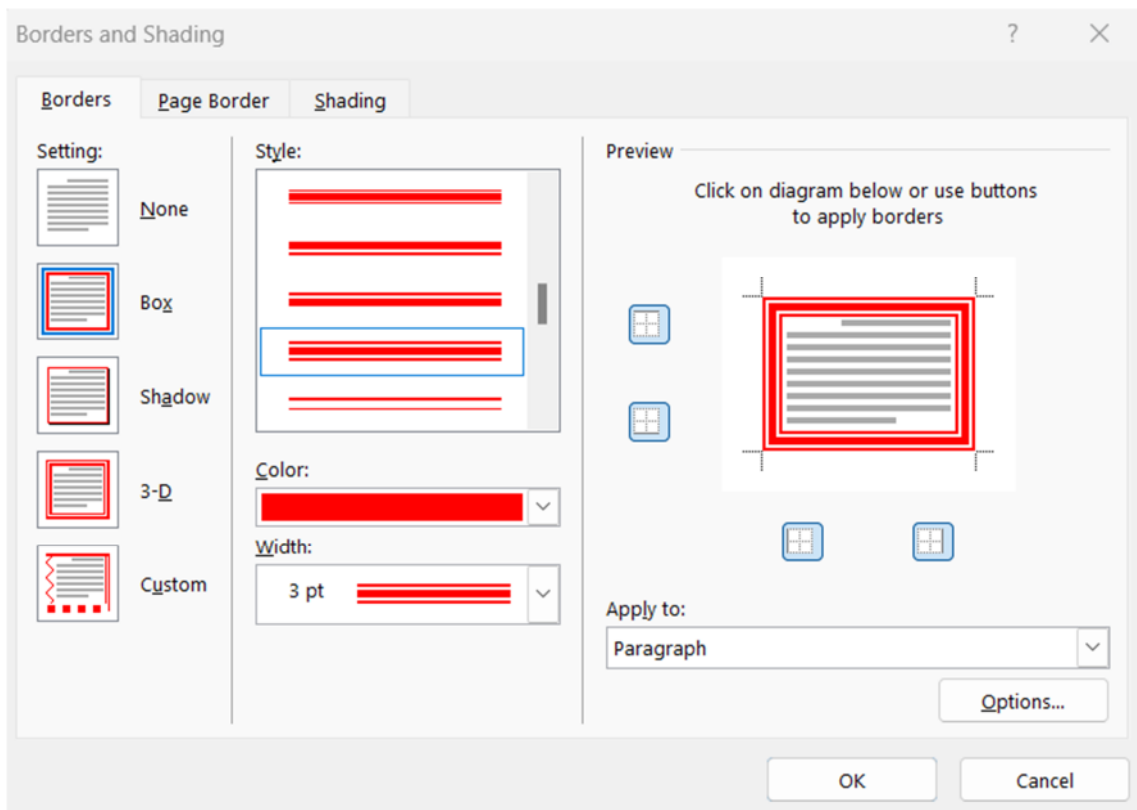 Borders and Shading
?
Borders
Page Border
Shading
Setting:
None
Box
Shadow
3-D
Custom
Style:
Color:
Width:
3 pt
Preview
Click on diagram below or use buttons
to apply borders
Apply to:
Paragraph
Options...
OK
Cancel